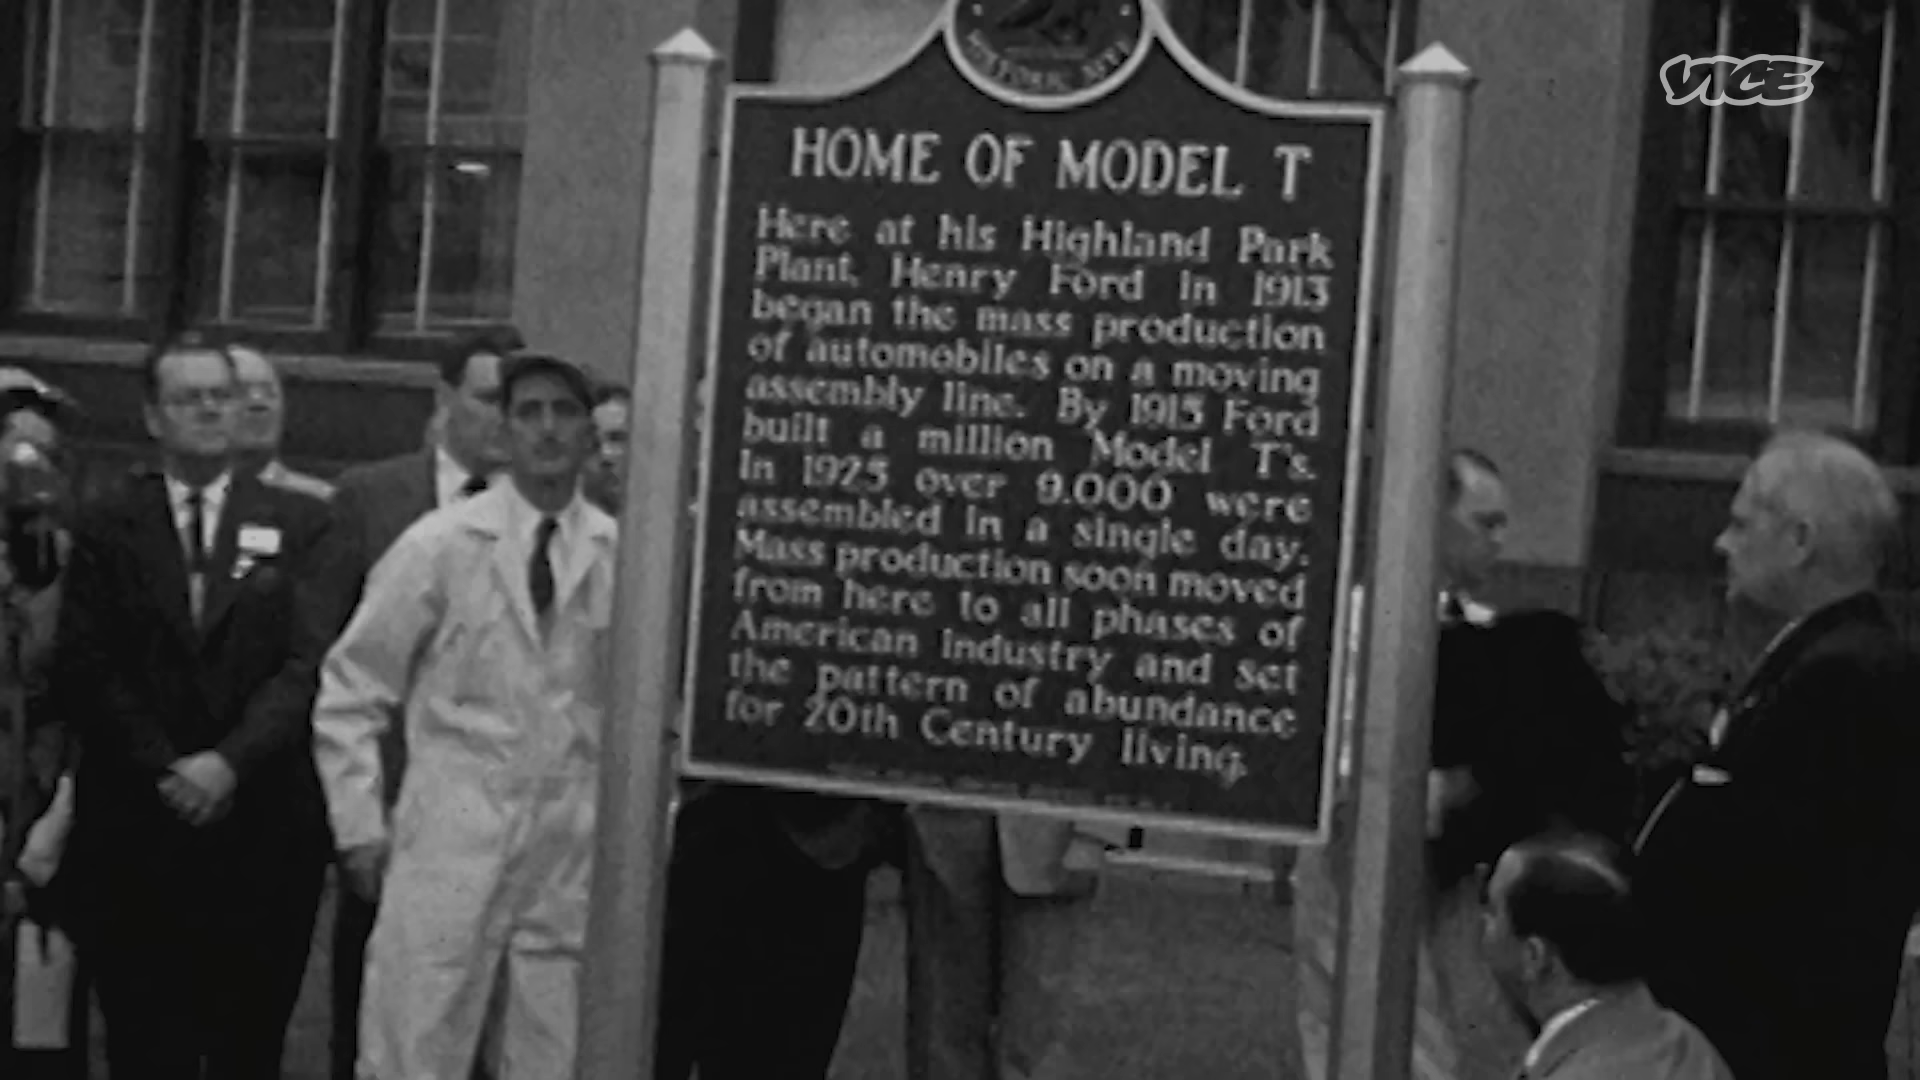 VICE
HISTORIC SITE
HOME OF MODEL T
Here at his Highland Park
Plant, Henry Ford in 1913
began the mass production
of automobiles on a moving
assembly line. By 1915 Ford
built a million Model T's.
In 1925 over 9,000 were
assembled in a single day.
Mass production soon moved
from here to all phases of
American industry and set
the pattern of abundance
for 20th Century living.